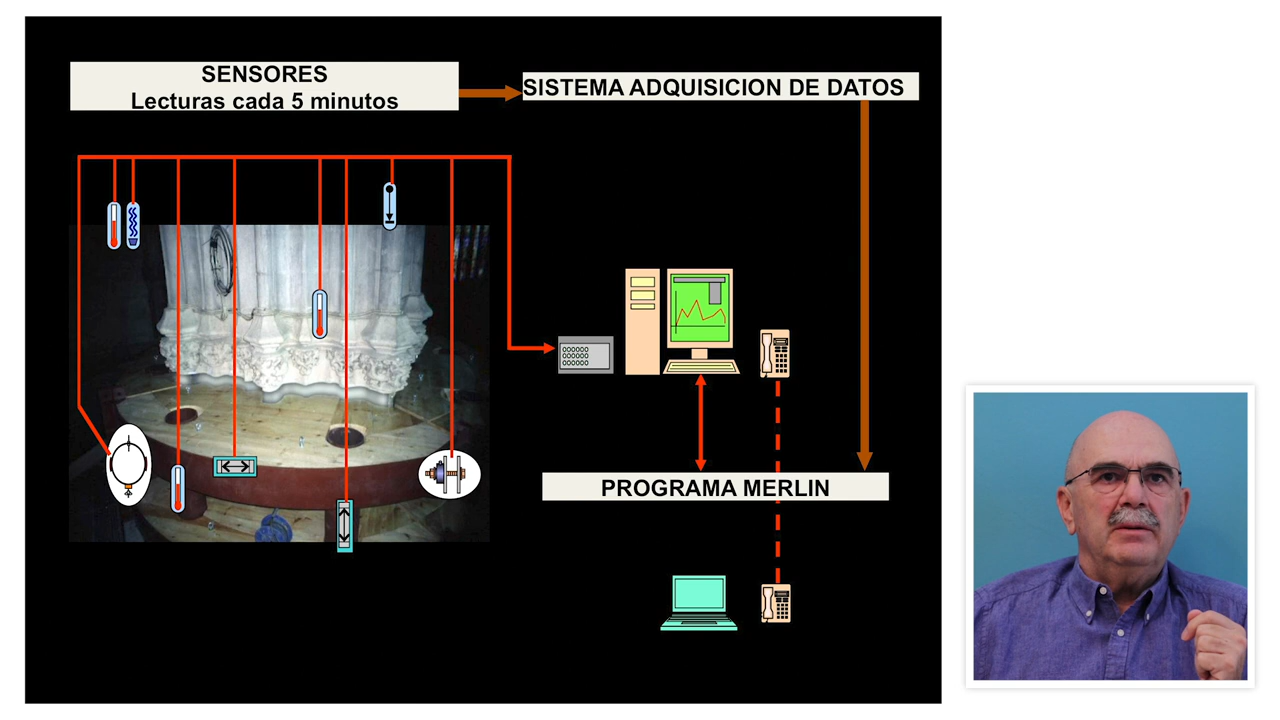 SENSORES
Lecturas cada 5 minutos
SISTEMA ADQUISICION DE DATOS
PROGRAMA MERLIN